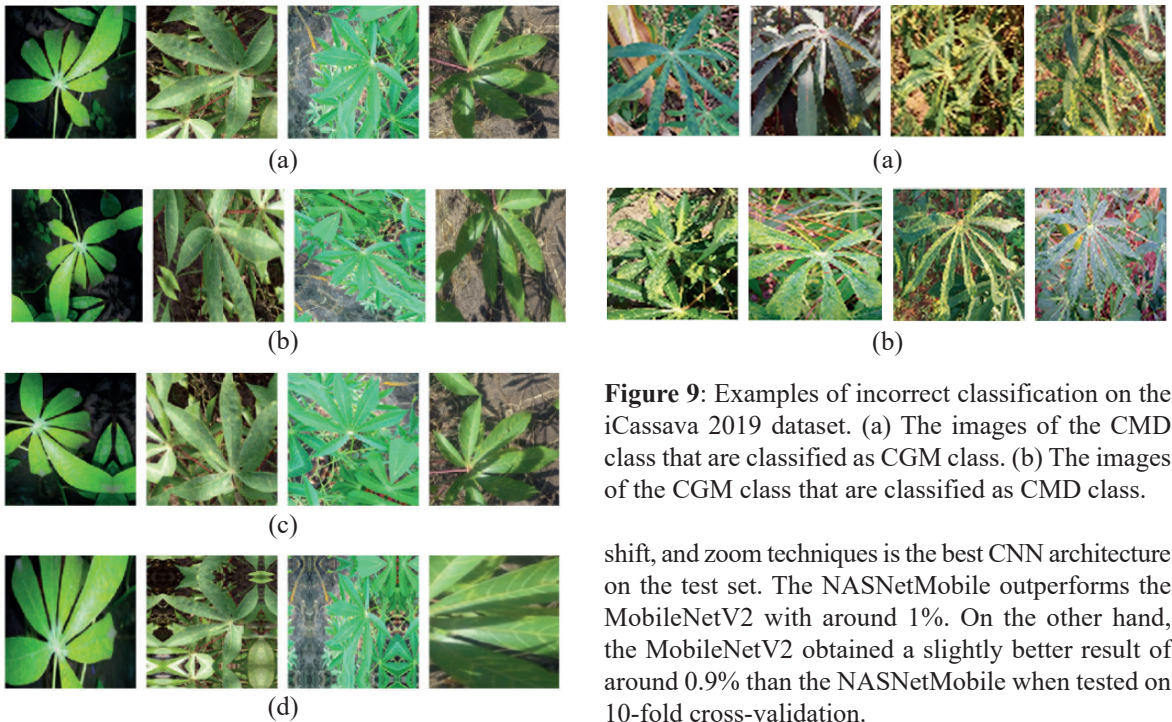 (a)
(b)
(c)
(d)
(a)
(b)
Figure 9: Examples of incorrect classification on the
iCassava 2019 dataset. (a) The images of the CMD
class that are classified as CGM class. (b) The images
of the CGM class that are classified as CMD class.
shift, and zoom techniques is the best CNN architecture
on the test set. The NASNetMobile outperforms the
MobileNetV2 with around 1%. On the other hand,
the MobileNetV2 obtained a slightly better result of
around 0.9% than the NASNetMobile when tested on
10-fold cross-validation.